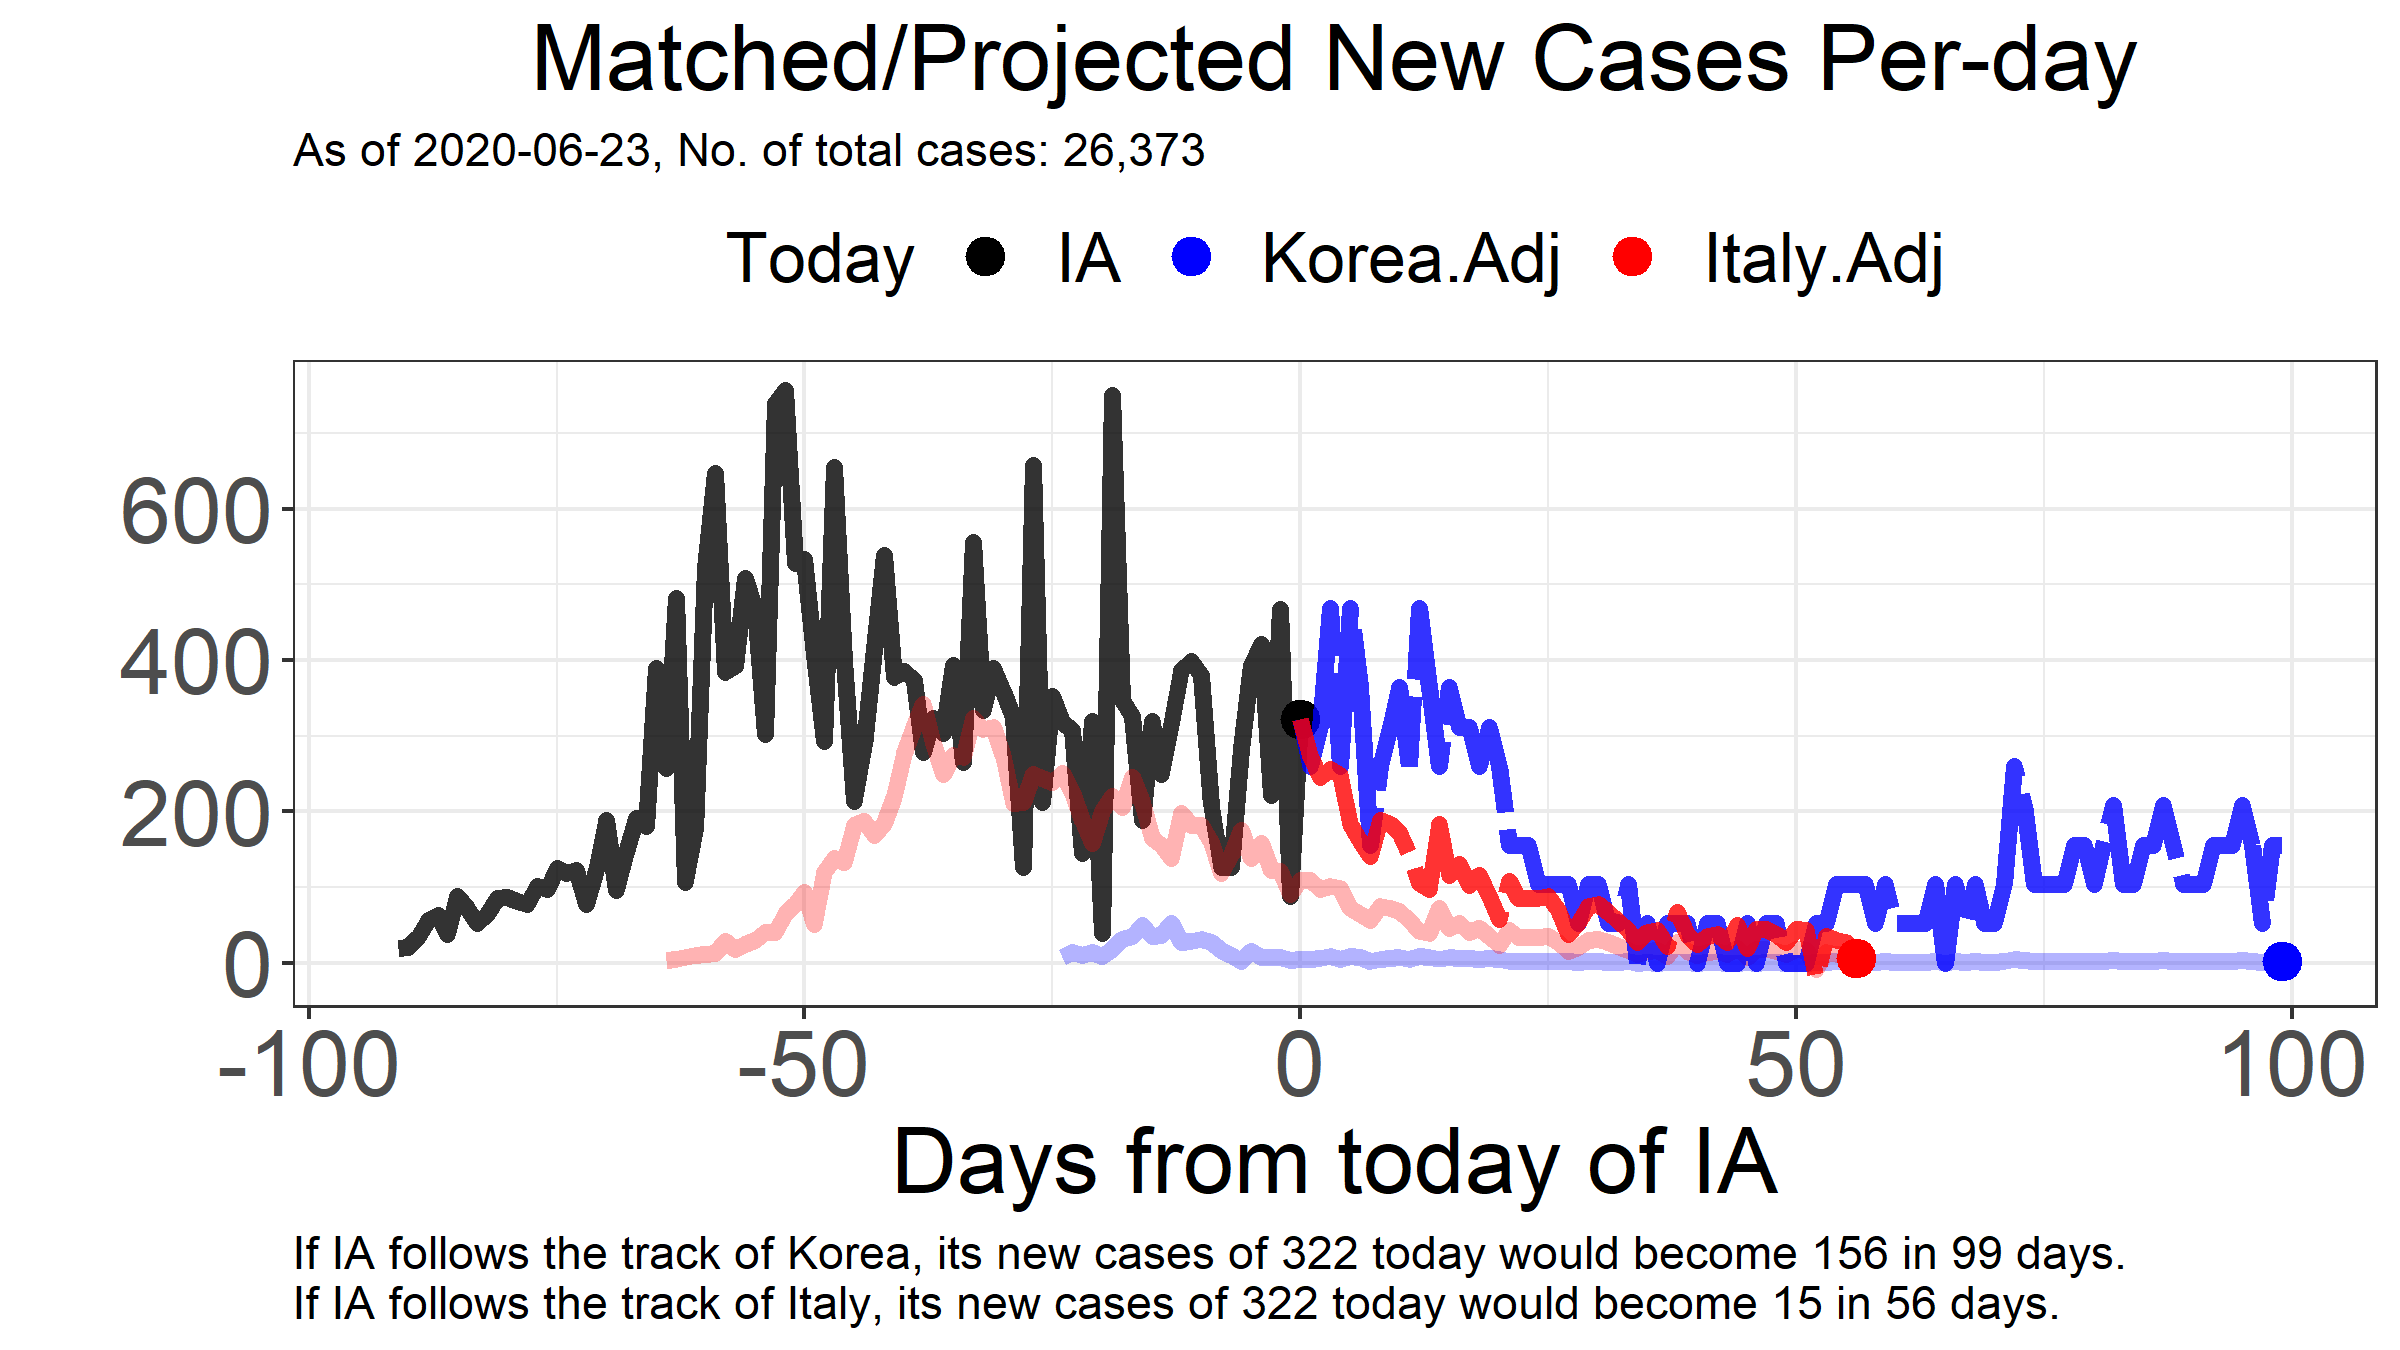 Matched/Projected New Cases Per-day
As of 2020-06-23, No. of total cases: 26,373
Today IA Korea.Adj Italy.Adj
600
400
200
0
-100 -50 0 50 100
Days from today of IA
If IA follows the track of Korea, its new cases of 322 today would become 156 in 99 days.
If IA follows the track of Italy, its new cases of 322 today would become 15 in 56 days.